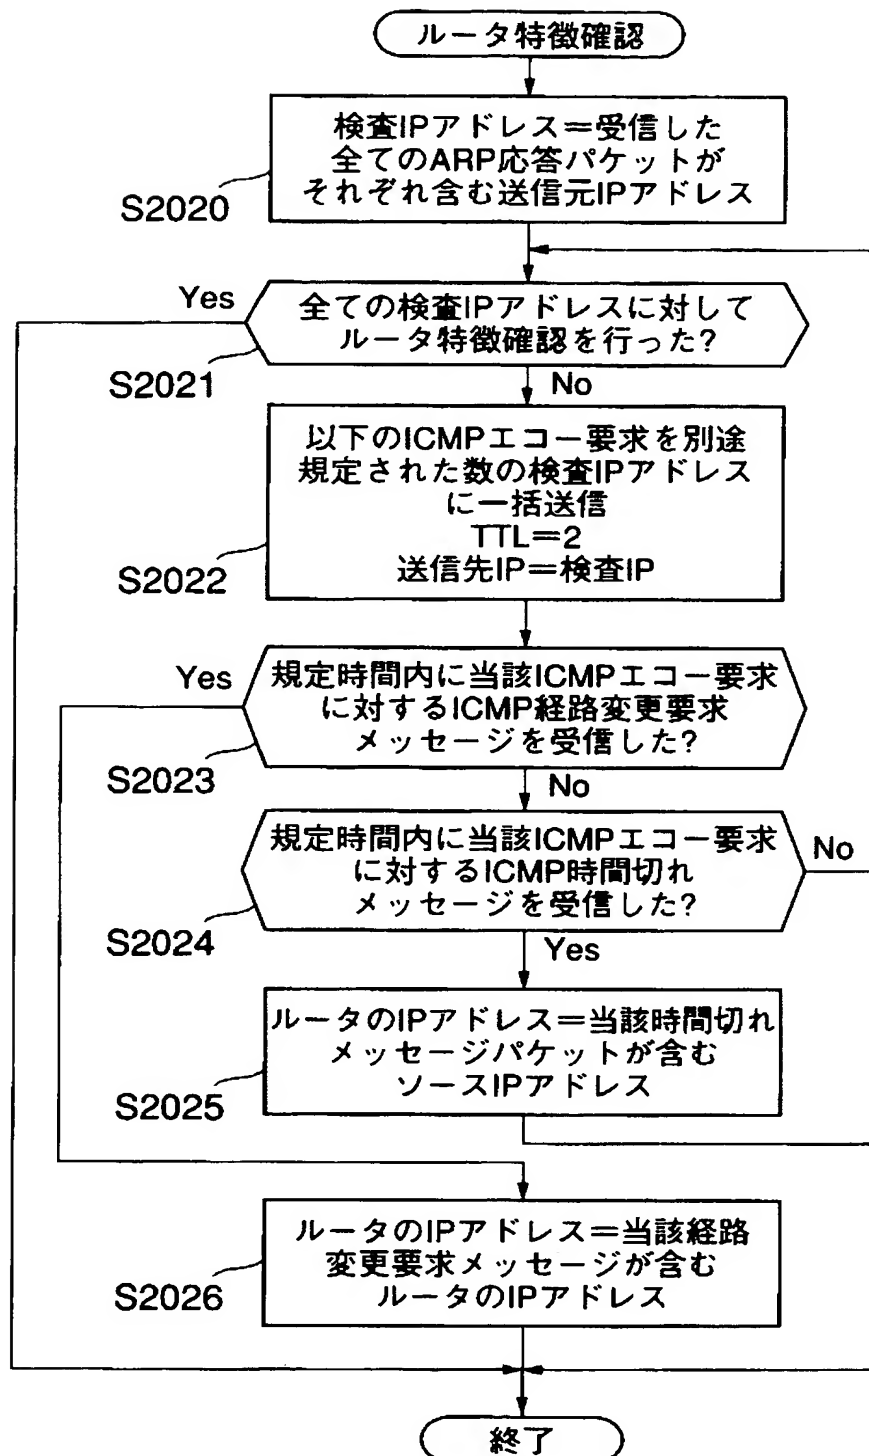 ルータ特徴確認
検査IPアドレス＝受信した
全てのARP応答パケットが
それぞれ含む送信元IPアドレス
S2020
Yes
全ての検査IPアドレスに対して
ルータ特徴確認を行った?
S2021
No
以下のICMPエコー要求を別途
規定された数の検査IPアドレス
に一括送信
TTL＝2
送信先IP＝検査IP
S2022
Yes
規定時間内に当該ICMPエコー要求
に対するICMP経路変更要求
メッセージを受信した?
S2023
No
規定時間内に当該ICMPエコー要求
に対するICMP時間切れ
メッセージを受信した?
No
S2024
Yes
ルータのIPアドレス＝当該時間切れ
メッセージパケットが含む
ソースIPアドレス
S2025
ルータのIPアドレス＝当該経路
変更要求メッセージが含む
ルータのIPアドレス
S2026
終了